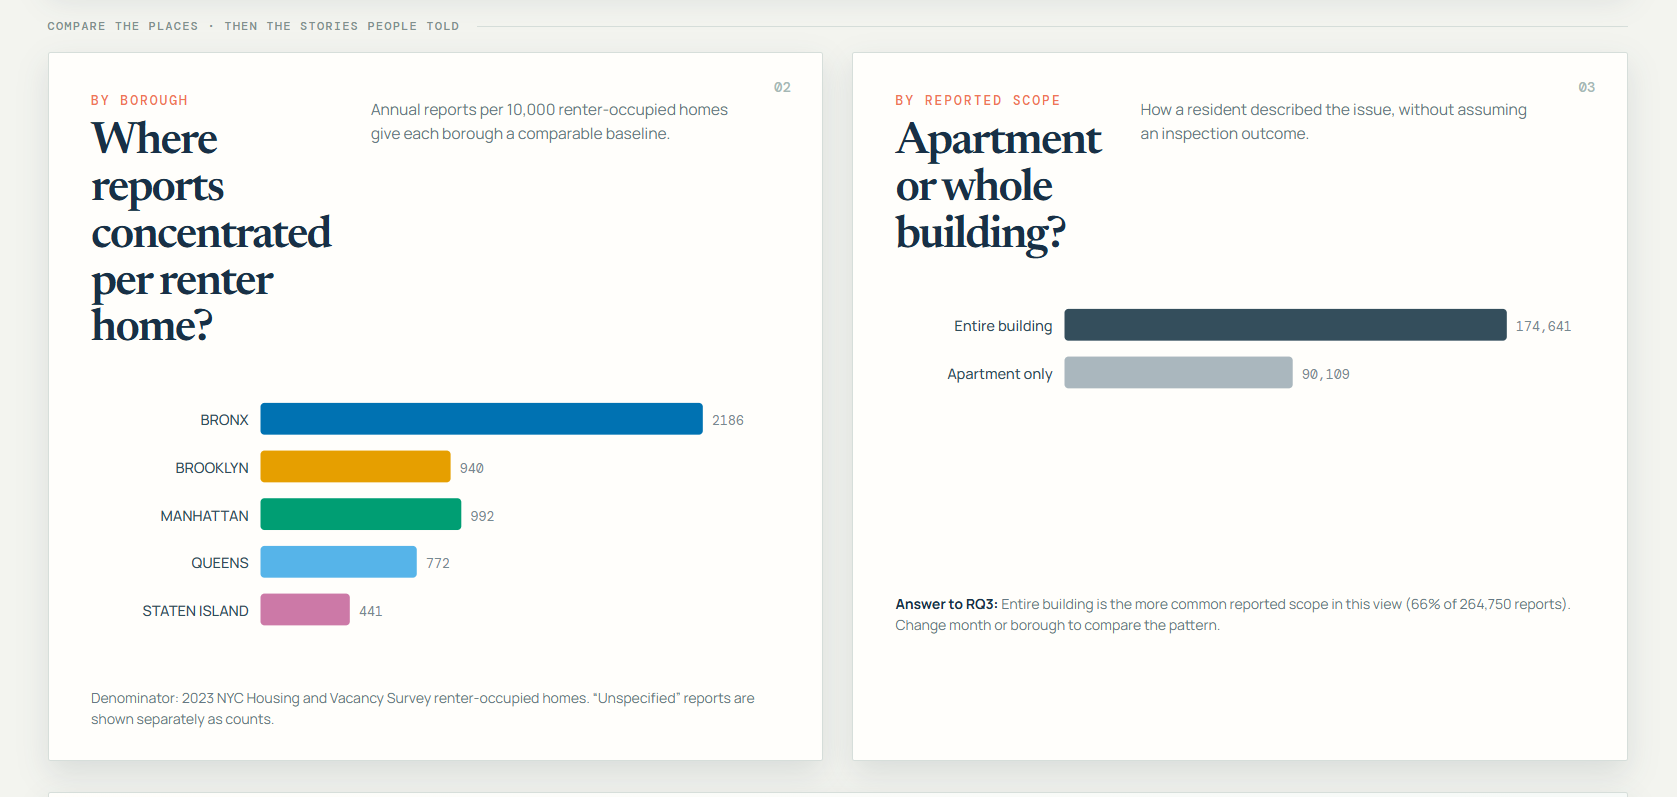 COMPARE THE PLACES · THEN THE STORIES PEOPLE TOLD
02
BY BOROUGH
Where
reports
concentrated
per renter
home?
Annual reports per 10,000 renter-occupied homes
give each borough a comparable baseline.
BRONX 2186
BROOKLYN 940
MANHATTAN 992
QUEENS 772
STATEN ISLAND 441
Denominator: 2023 NYC Housing and Vacancy Survey renter-occupied homes. “Unspecified” reports are
shown separately as counts.
03
BY REPORTED SCOPE
Apartment
or whole
building?
How a resident described the issue, without assuming
an inspection outcome.
Entire building 174,641
Apartment only 90,109
Answer to RQ3: Entire building is the more common reported scope in this view (66% of 264,750 reports).
Change month or borough to compare the pattern.